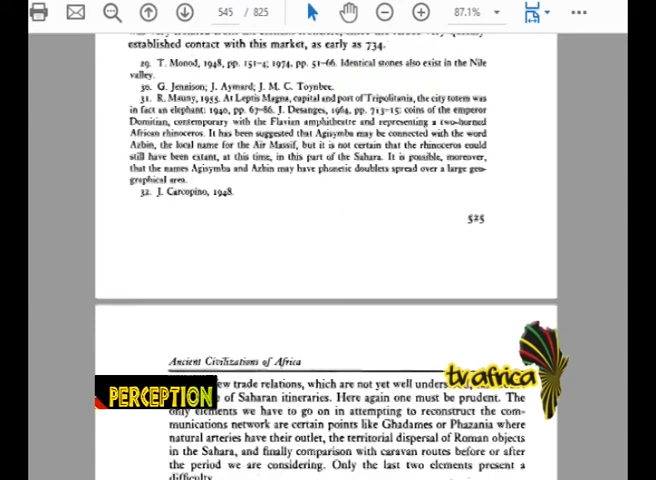 545 / 825
87.1%
established contact with this market, as early as 734.
29. T. Monod, 1948, pp. 151-4; 1974, pp. 51-66. Identical stones also exist in the Nile
valley.
30. G. Jennison; J. Aymard; J. M. C. Toynbee.
31. R. Mauny, 1955. At Leptis Magna, capital and port of Tripolitania, the city totem was
in fact an elephant: 1940, pp. 67-86. J. Desanges, 1964, pp. 713-15: coins of the emperor
Domitian, contemporary with the Flavian amphitheatre and representing a two-horned
African rhinoceros. It has been suggested that Agisymba may be connected with the word
Azbin, the local name for the Air Massif, but it is not certain that the rhinoceros could
still have been extant, at this time, in this part of the Sahara. It is possible, moreover,
that the names Agisymba and Azbin may have phonetic doublets spread over a large geo-
graphical area.
32. J. Carcopino, 1948.
525
Ancient Civilizations of Africa
tv africa
PERCEPTION
ew trade relations, which are not yet well
of Saharan itineraries. Here again one must be prudent. The
only elements we have to go on in attempting to reconstruct the com-
munications network are certain points like Ghadames or Phazania where
natural arteries have their outlet, the territorial dispersal of Roman objects
in the Sahara, and finally comparison with caravan routes before or after
the period we are considering. Only the last two elements present a
difficulty.